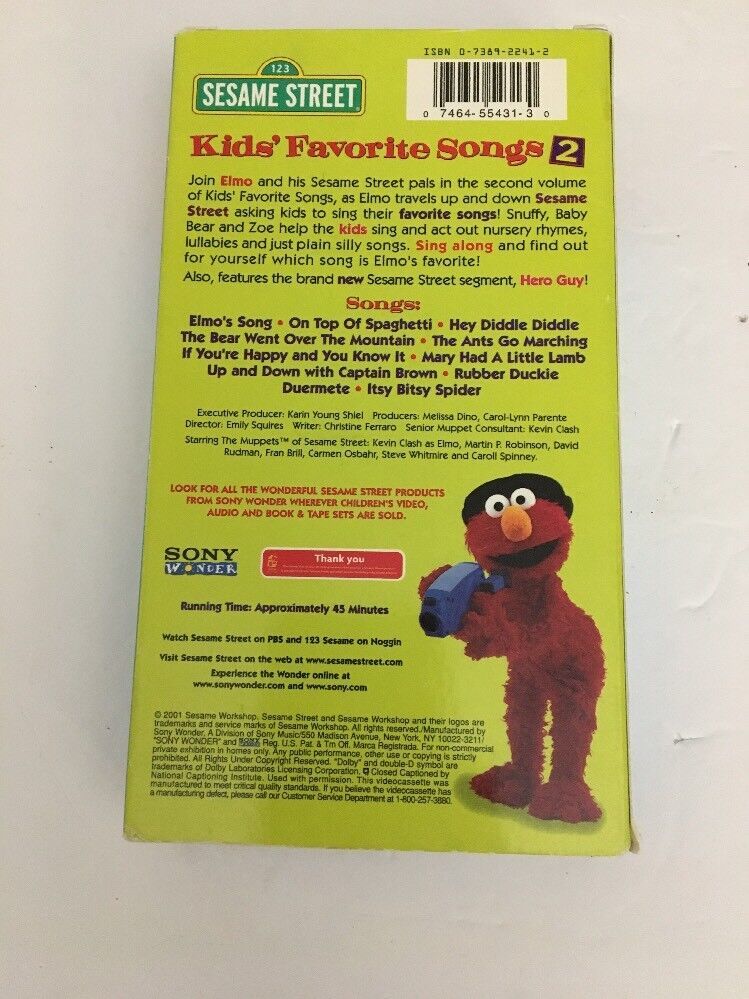 ISBN 0-7389-2241-2
0 7464-55431-3 0
123
SESAME STREET
Kids' Favorite Songs 2
Join Elmo and his Sesame Street pals in the second volume
of Kids' Favorite Songs, as Elmo travels up and down Sesame
Street asking kids to sing their favorite songs! Snuffy, Baby
Bear and Zoe help the kids sing and act out nursery rhymes,
lullabies and just plain silly songs. Sing along and find out
for yourself which song is Elmo's favorite!
Also, features the brand new Sesame Street segment, Hero Guy!
Songs:
Elmo's Song • On Top Of Spaghetti • Hey Diddle Diddle
The Bear Went Over The Mountain • The Ants Go Marching
If You're Happy and You Know It • Mary Had A Little Lamb
Up and Down with Captain Brown • Rubber Duckie
Duermete • Itsy Bitsy Spider
Executive Producer: Karin Young Shiel Producers: Melissa Dino, Carol-Lynn Parente
Director: Emily Squires Writer: Christine Ferraro Senior Muppet Consultant: Kevin Clash
Starring The Muppets™ of Sesame Street: Kevin Clash as Elmo, Martin P. Robinson, David
Rudman, Fran Brill, Carmen Osbahr, Steve Whitmire and Caroll Spinney.
LOOK FOR ALL THE WONDERFUL SESAME STREET PRODUCTS
FROM SONY WONDER WHEREVER CHILDREN'S VIDEO,
AUDIO AND BOOK & TAPE SETS ARE SOLD.
SONY
WONDER
Thank you
Running Time: Approximately 45 Minutes
Watch Sesame Street on PBS and 123 Sesame on Noggin
Visit Sesame Street on the web at www.sesamestreet.com
Experience the Wonder online at
www.sonywonder.com and www.sony.com
© 2001 Sesame Workshop. Sesame Street and Sesame Workshop and their logos are
trademarks and service marks of Sesame Workshop. All rights reserved./Manufactured by
Sony Wonder, A Division of Sony Music/550 Madison Avenue, New York, NY 10022-3211/
"SONY WONDER" and SONY WONDER Reg. U.S. Pat. & Tm Off. Marca Registrada. For non-commercial
private exhibition in homes only. Any public performance, other use or copying is strictly
prohibited. All Rights Under Copyright Reserved. "Dolby" and double-D symbol are
trademarks of Dolby Laboratories Licensing Corporation. Closed Captioned by
National Captioning Institute. Used with permission. This videocassette was
manufactured to meet critical quality standards. If you believe the videocassette has
a manufacturing defect, please call our Customer Service Department at 1-800-257-3880.